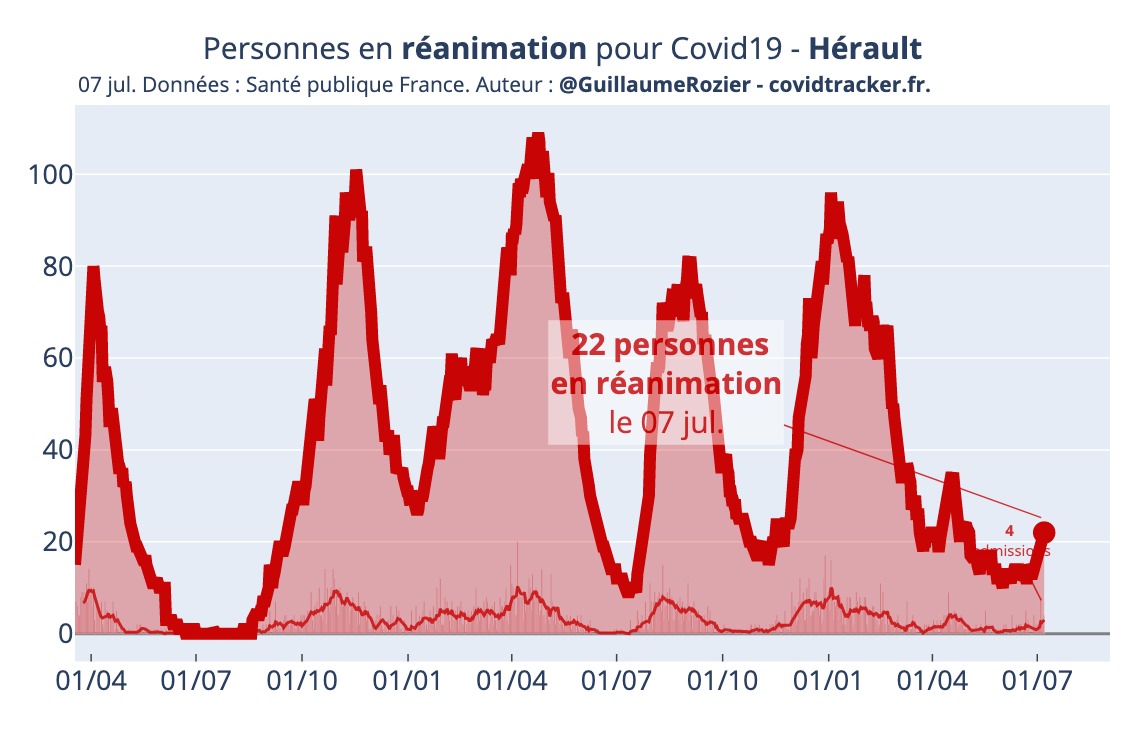 Personnes en réanimation pour Covid19 - Hérault
07 jul. Données : Santé publique France. Auteur : @GuillaumeRozier - covidtracker.fr.
100
80
60
40
20
0
22 personnes
en réanimation
le 07 jul.
4
admissions
01/04 01/07 01/10 01/01 01/04 01/07 01/10 01/01 01/04 01/07